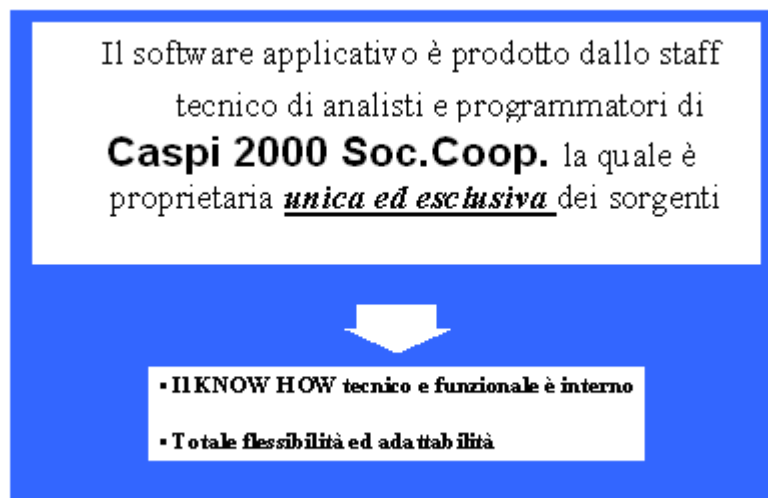 Il software applicativo è prodotto dallo staff
tecnico di analisti e programmatori di
Caspi 2000 Soc.Coop. la quale è
proprietaria unica ed esclusiva dei sorgenti
▪ Il KNOW HOW tecnico e funzionale è interno
▪ Totale flessibilità ed adattabilità